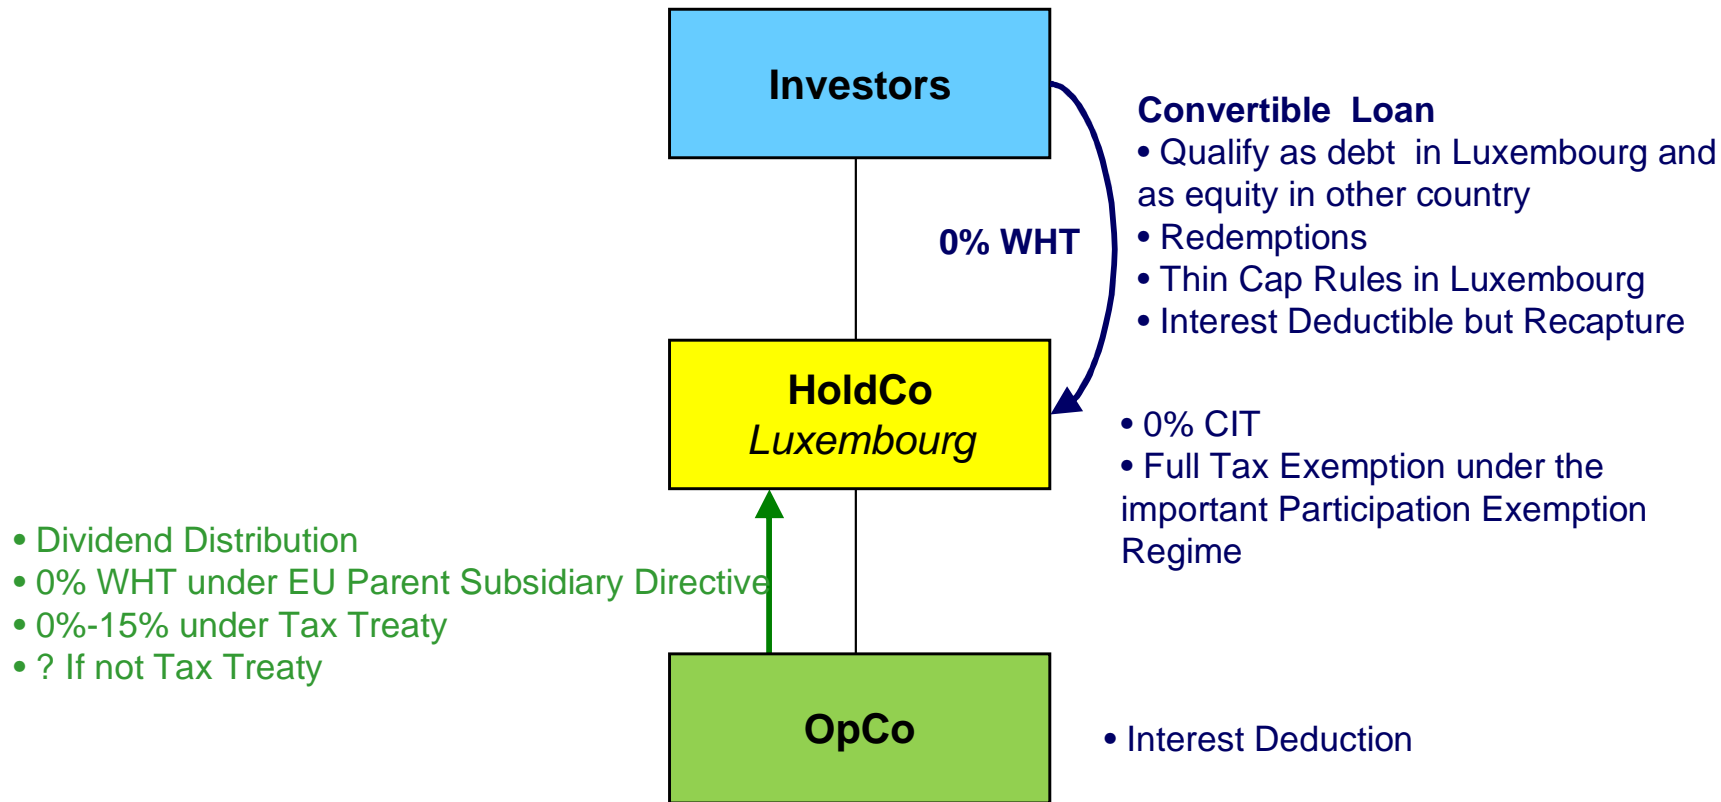 Investors
Convertible Loan
• Qualify as debt in Luxembourg and
as equity in other country
• Redemptions
• Thin Cap Rules in Luxembourg
• Interest Deductible but Recapture
0% WHT
HoldCo
Luxembourg
• 0% CIT
• Full Tax Exemption under the
important Participation Exemption
Regime
• Dividend Distribution
• 0% WHT under EU Parent Subsidiary Directive
• 0%-15% under Tax Treaty
• ? If not Tax Treaty
OpCo
• Interest Deduction